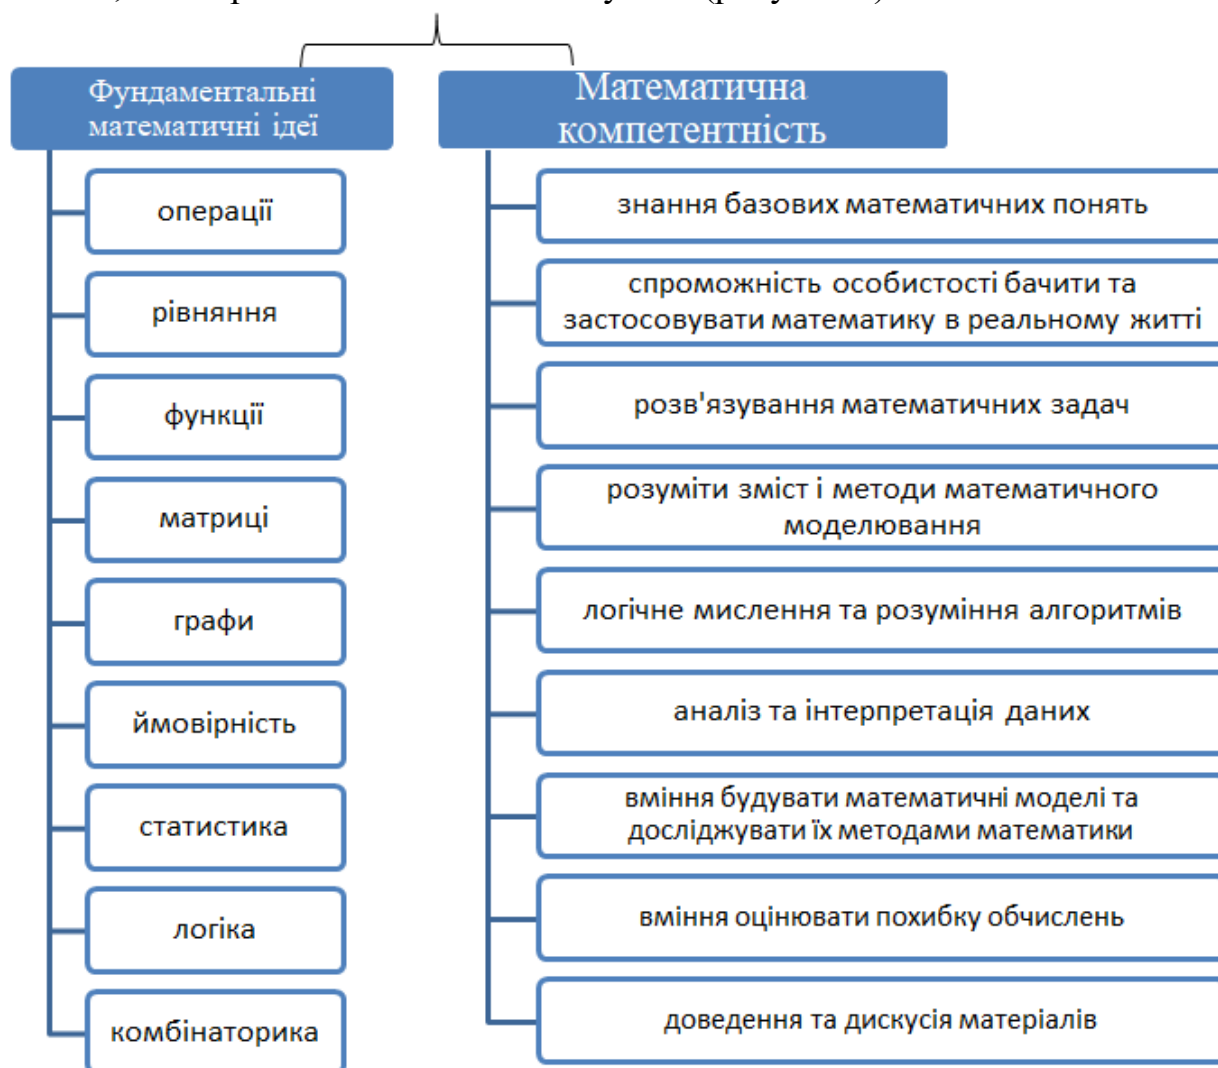 Фундаментальні
математичні ідеї
операції
рівняння
функції
матриці
графи
ймовірність
статистика
логіка
комбінаторика
Математична
компетентність
знання базових математичних понять
спроможність особистості бачити та
застосовувати математику в реальному житті
розв'язування математичних задач
розуміти зміст і методи математичного
моделювання
логічне мислення та розуміння алгоритмів
аналіз та інтерпретація даних
вміння будувати математичні моделі та
досліджувати їх методами математики
вміння оцінювати похибку обчислень
доведення та дискусія матеріалів